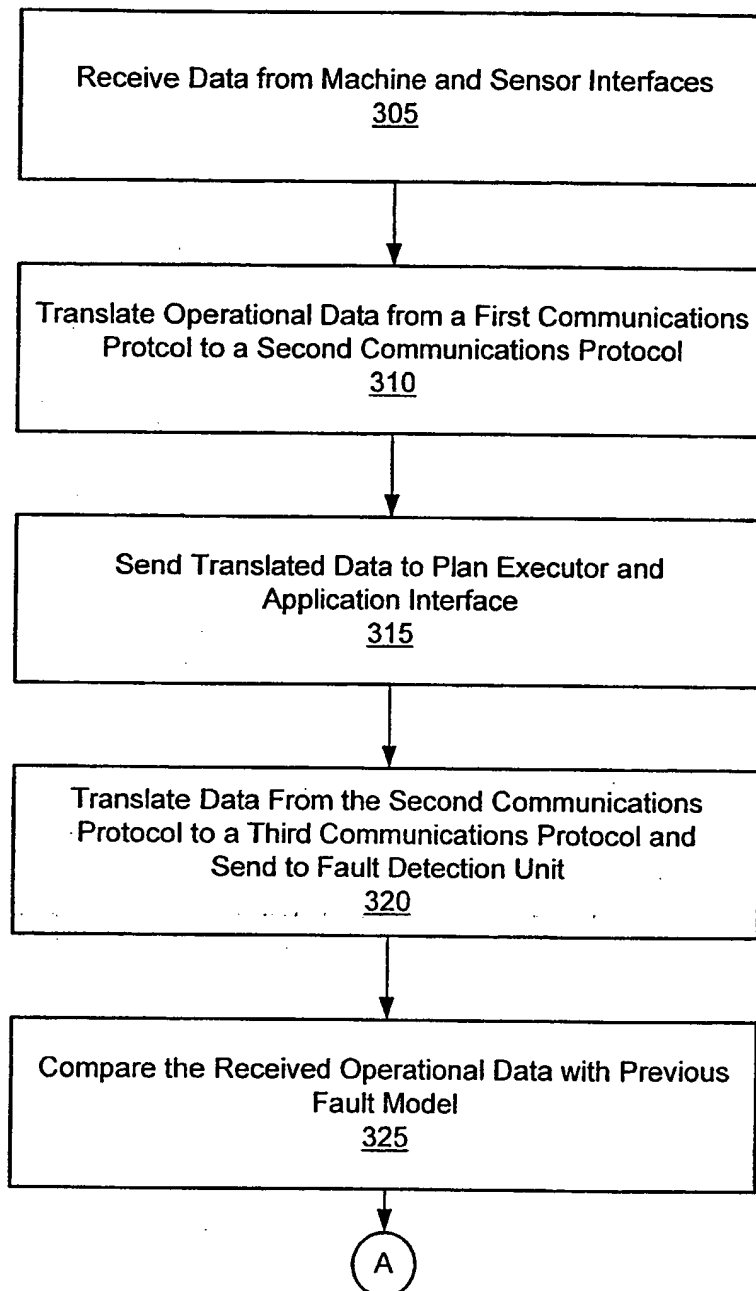 Receive Data from Machine and Sensor Interfaces
305
Translate Operational Data from a First Communications
Protcol to a Second Communications Protocol
310
Send Translated Data to Plan Executor and
Application Interface
315
Translate Data From the Second Communications
Protocol to a Third Communications Protocol and
Send to Fault Detection Unit
320
Compare the Received Operational Data with Previous
Fault Model
325
A